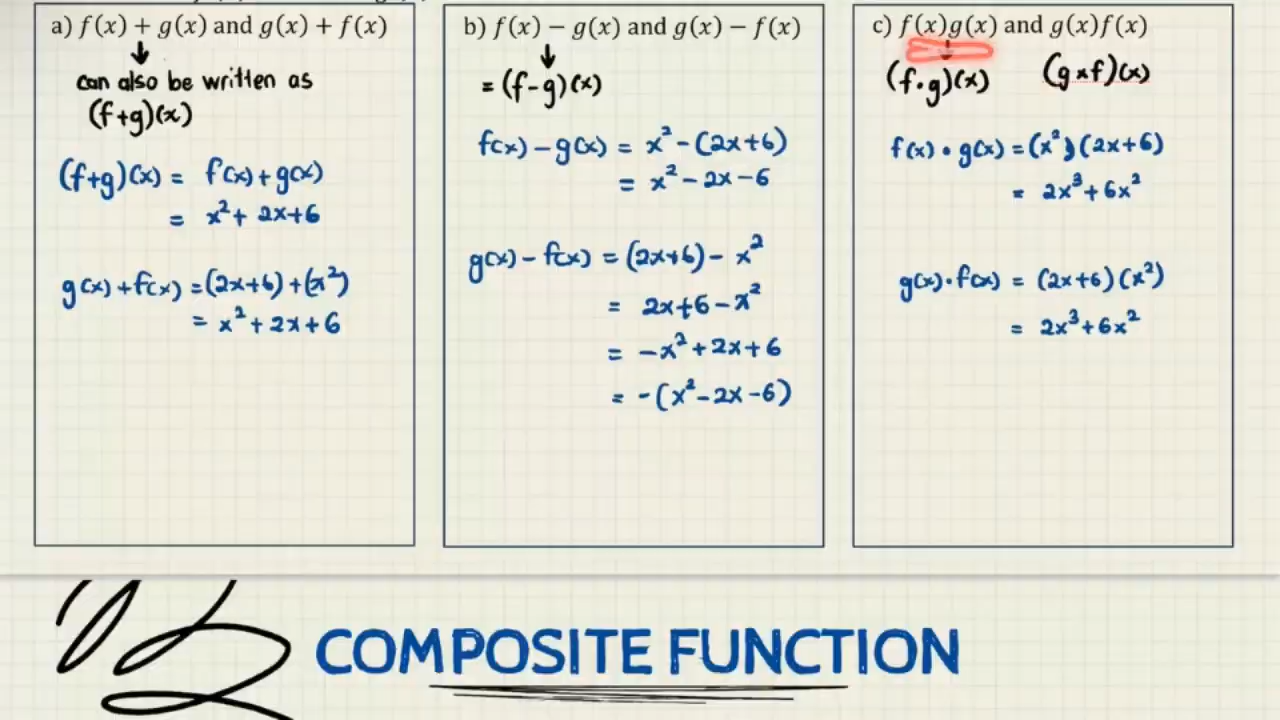 a) f(x) + g(x) and g(x) + f(x)
can also be written as
(f+g)(x)
(f+g)(x) = f(x)+g(x)
= x²+ 2x+6
g(x)+f(x) =(2x+6)+(x²)
= x²+2x+6
b) f(x) − g(x) and g(x) − f(x)
= (f-g)(x)
f(x)-g(x) = x²-(2x+6)
= x²-2x-6
g(x)- f(x) = (2x+6)- x²
= 2x+6-x²
= -x²+2x+6
= -(x²-2x-6)
c) f(x)g(x) and g(x)f(x)
(f•g)(x) (g×f)(x)
f(x)•g(x) =(x²)(2x+6)
= 2x³+6x²
g(x)•f(x) = (2x+6)(x²)
= 2x³+6x²
COMPOSITE FUNCTION